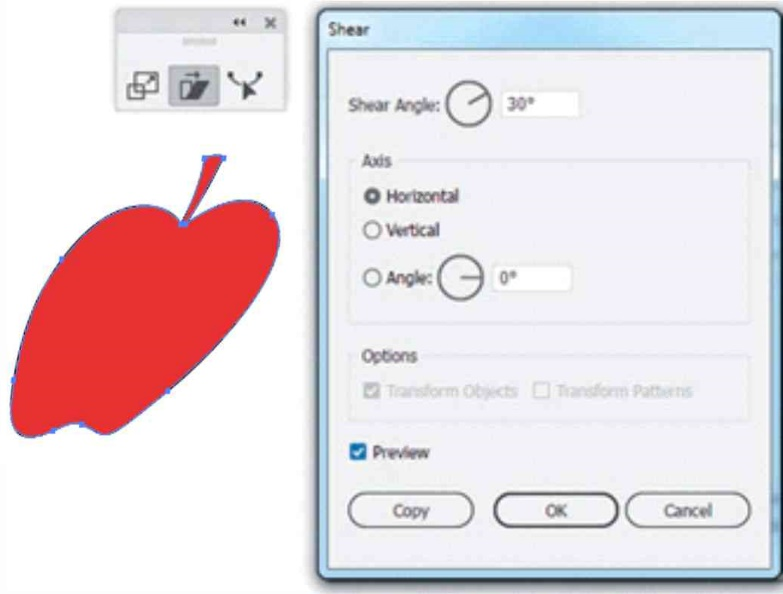 Shear
Shear Angle: 30°
Axis
Horizontal
Vertical
Angle: 0°
Options
Transform Objects Transform Patterns
Preview
Copy OK Cancel